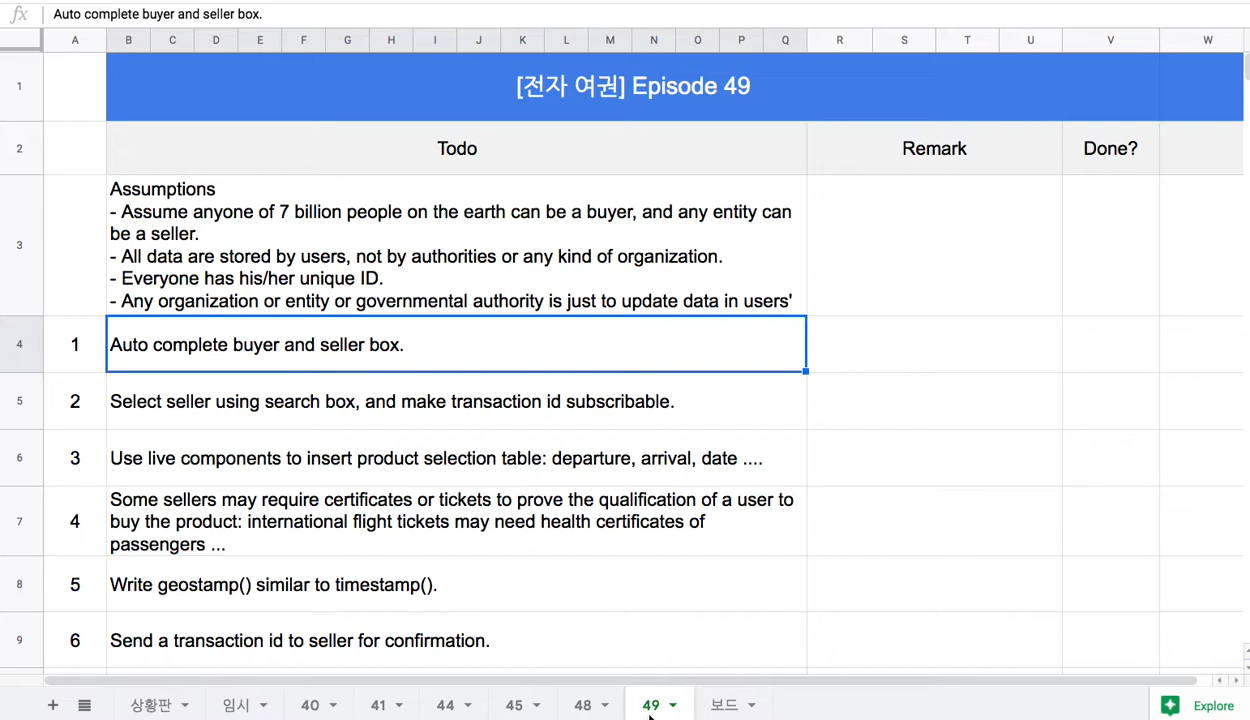 fx Auto complete buyer and seller box.
A B C D E F G H I J K L M N O P Q R S T U V W
1 [전자 여권] Episode 49
2 Todo Remark Done?
Assumptions
- Assume anyone of 7 billion people on the earth can be a buyer, and any entity can
be a seller.
3 - All data are stored by users, not by authorities or any kind of organization.
- Everyone has his/her unique ID.
- Any organization or entity or governmental authority is just to update data in users'
4 1 Auto complete buyer and seller box.
5 2 Select seller using search box, and make transaction id subscribable.
6 3 Use live components to insert product selection table: departure, arrival, date ....
Some sellers may require certificates or tickets to prove the qualification of a user to
7 4 buy the product: international flight tickets may need health certificates of
passengers ...
8 5 Write geostamp() similar to timestamp().
9 6 Send a transaction id to seller for confirmation.
+ 상황판 임시 40 41 44 45 48 49 보드 Explore